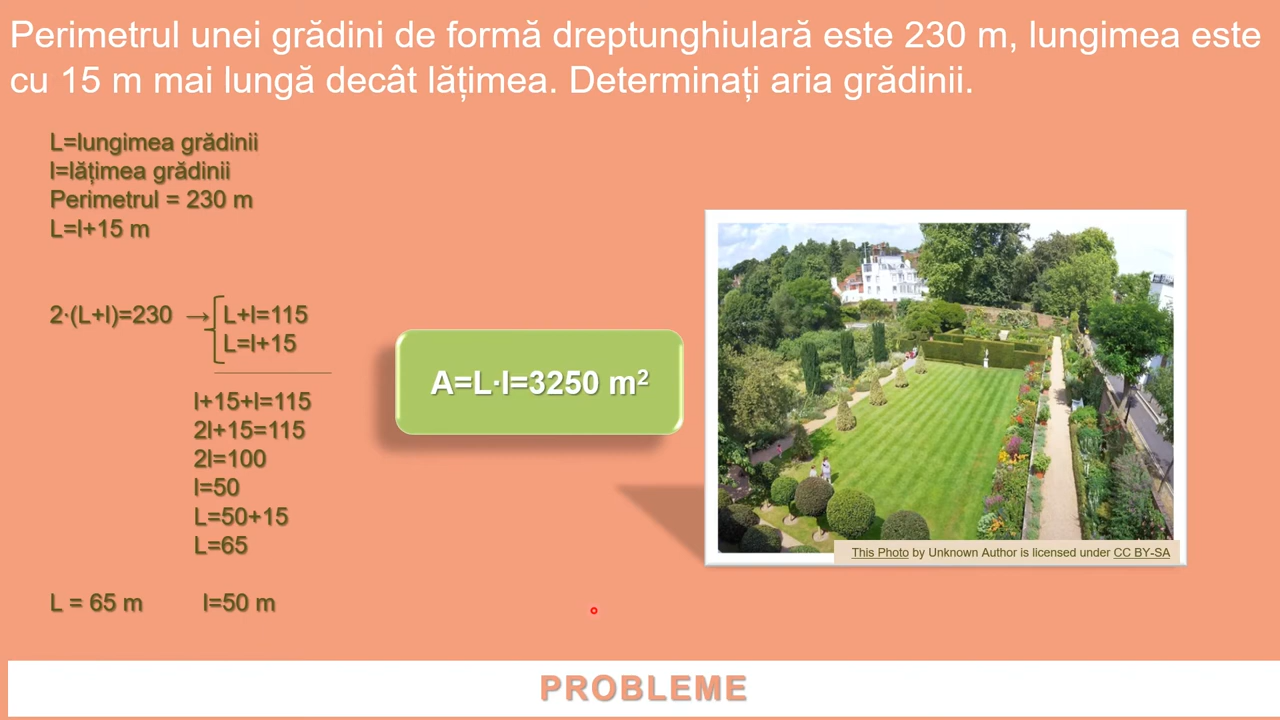 Perimetrul unei grădini de formă dreptunghiulară este 230 m, lungimea este
cu 15 m mai lungă decât lățimea. Determinați aria grădinii.
L=lungimea grădinii
l=lățimea grădinii
Perimetrul = 230 m
L=l+15 m
2·(L+l)=230 → L+l=115
L=l+15
l+15+l=115
2l+15=115
2l=100
l=50
L=50+15
L=65
L = 65 m l=50 m
A=L·l=3250 m²
This Photo by Unknown Author is licensed under CC BY-SA
PROBLEME